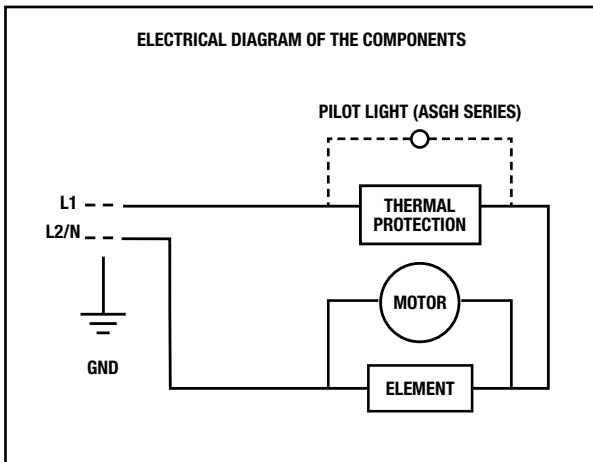 ELECTRICAL DIAGRAM OF THE COMPONENTS
PILOT LIGHT (ASGH SERIES)
L1
THERMAL
PROTECTION
L2/N
MOTOR
GND
ELEMENT